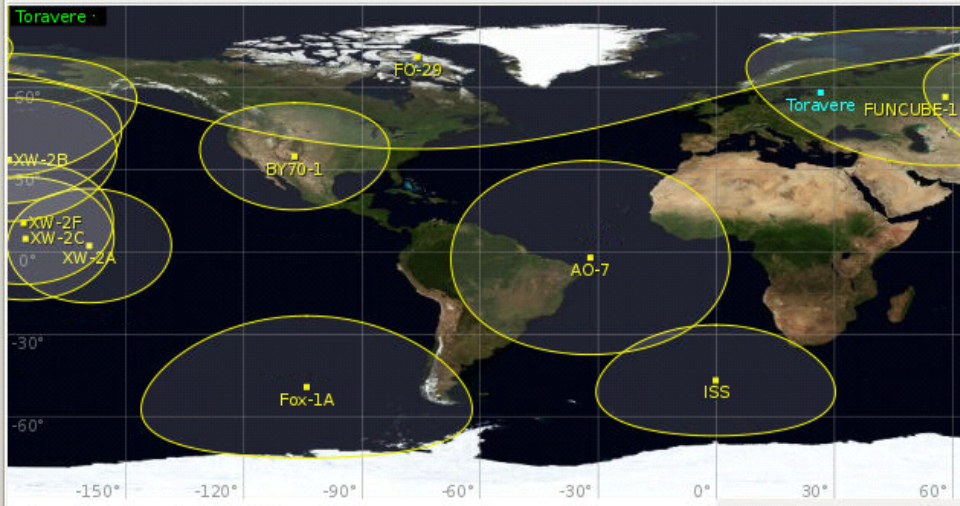 Toravere
FO-29
60°
Toravere
FUNCUBE-1
XW-2B
BY70-1
30°
XW-2F
XW-2C
XW-2A
0°
AO-7
-30°
Fox-1A
ISS
-60°
-150°
-120°
-90°
-60°
-30°
0°
30°
60°